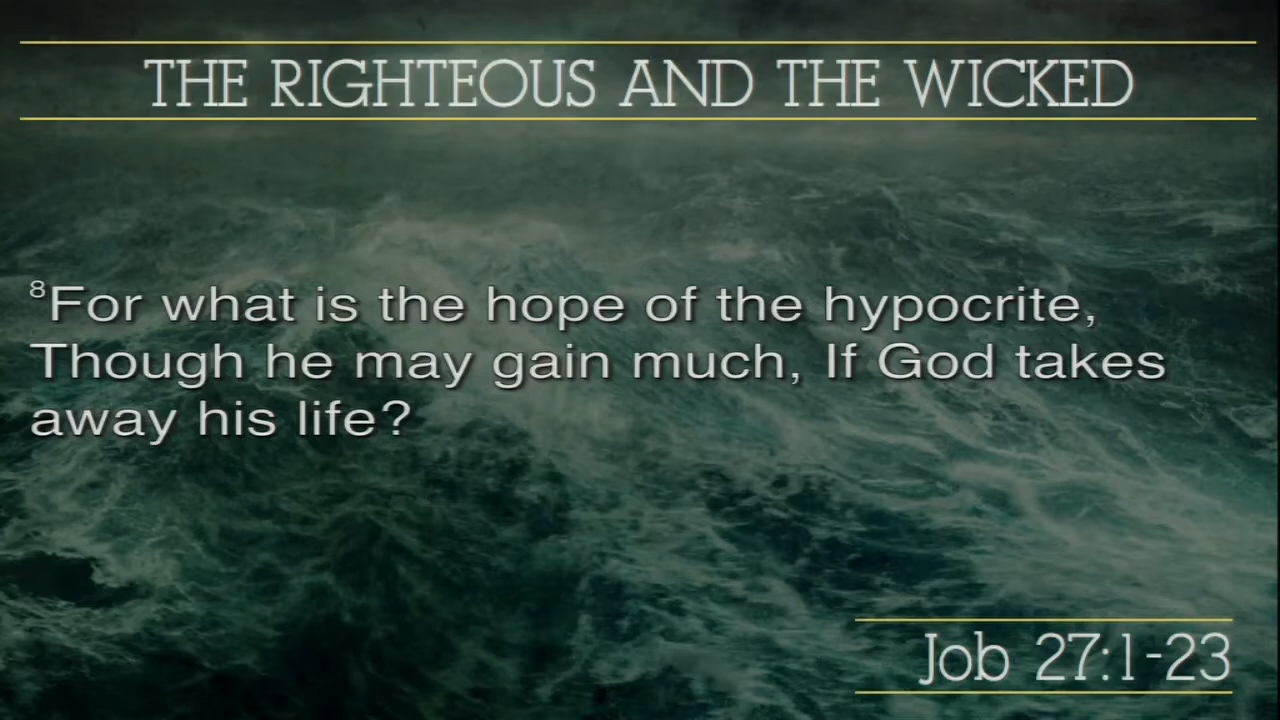 THE RIGHTEOUS AND THE WICKED
⁸For what is the hope of the hypocrite,
Though he may gain much, If God takes
away his life?
Job 27:1-23